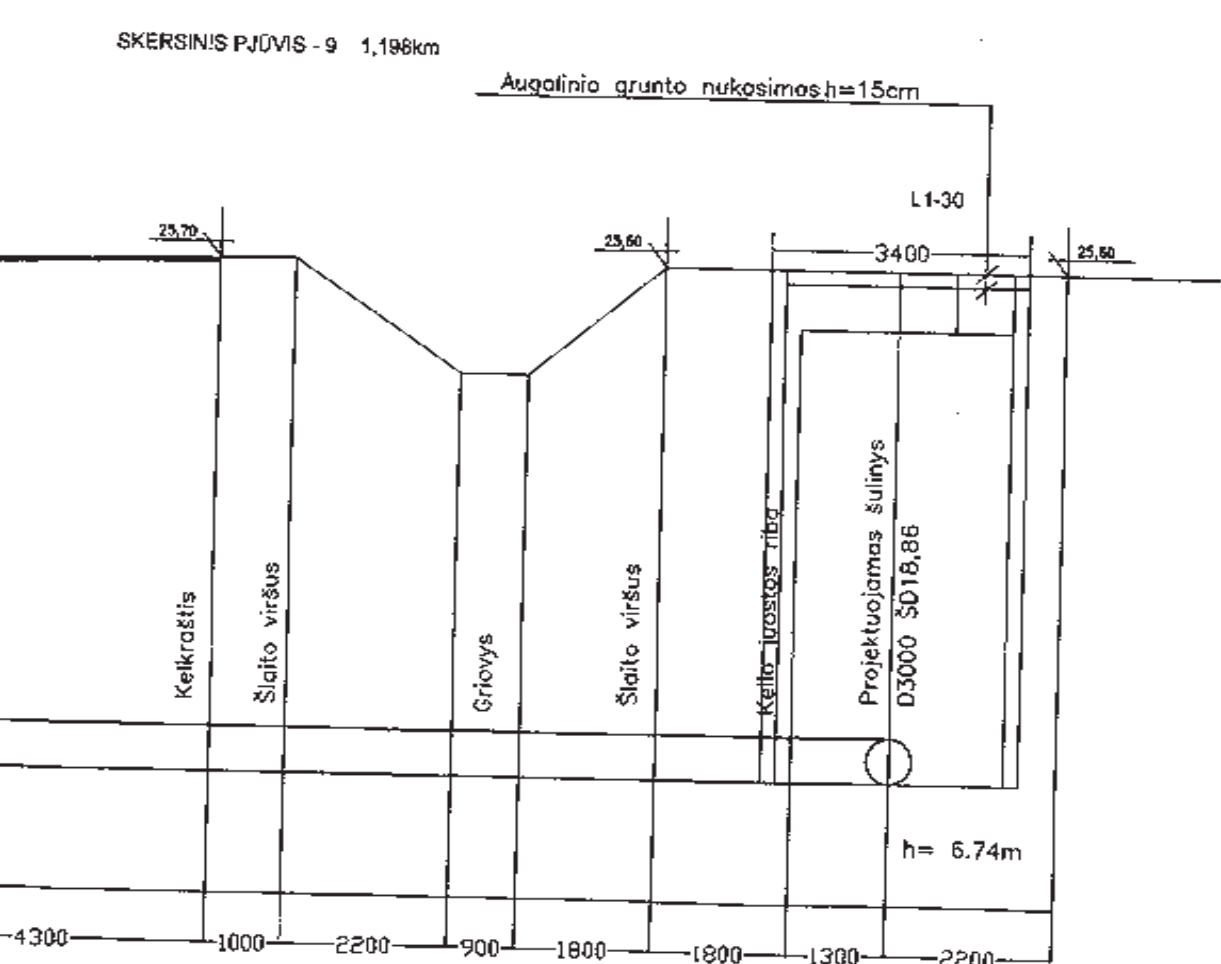 SKERSINIS PJŪVIS - 9 1,198km
Augalinio grunto nukasimas h=15cm
L1-30
25,70
25,60
3400
25,60
Kelkraštis
Šlaito viršus
Griovys
Šlaito viršus
Kelio juostos riba
Projektuojamas šulinys
D3000 ŠD18,86
h= 6.74m
4300
1000
2200
900
1800
1800
1300
2200